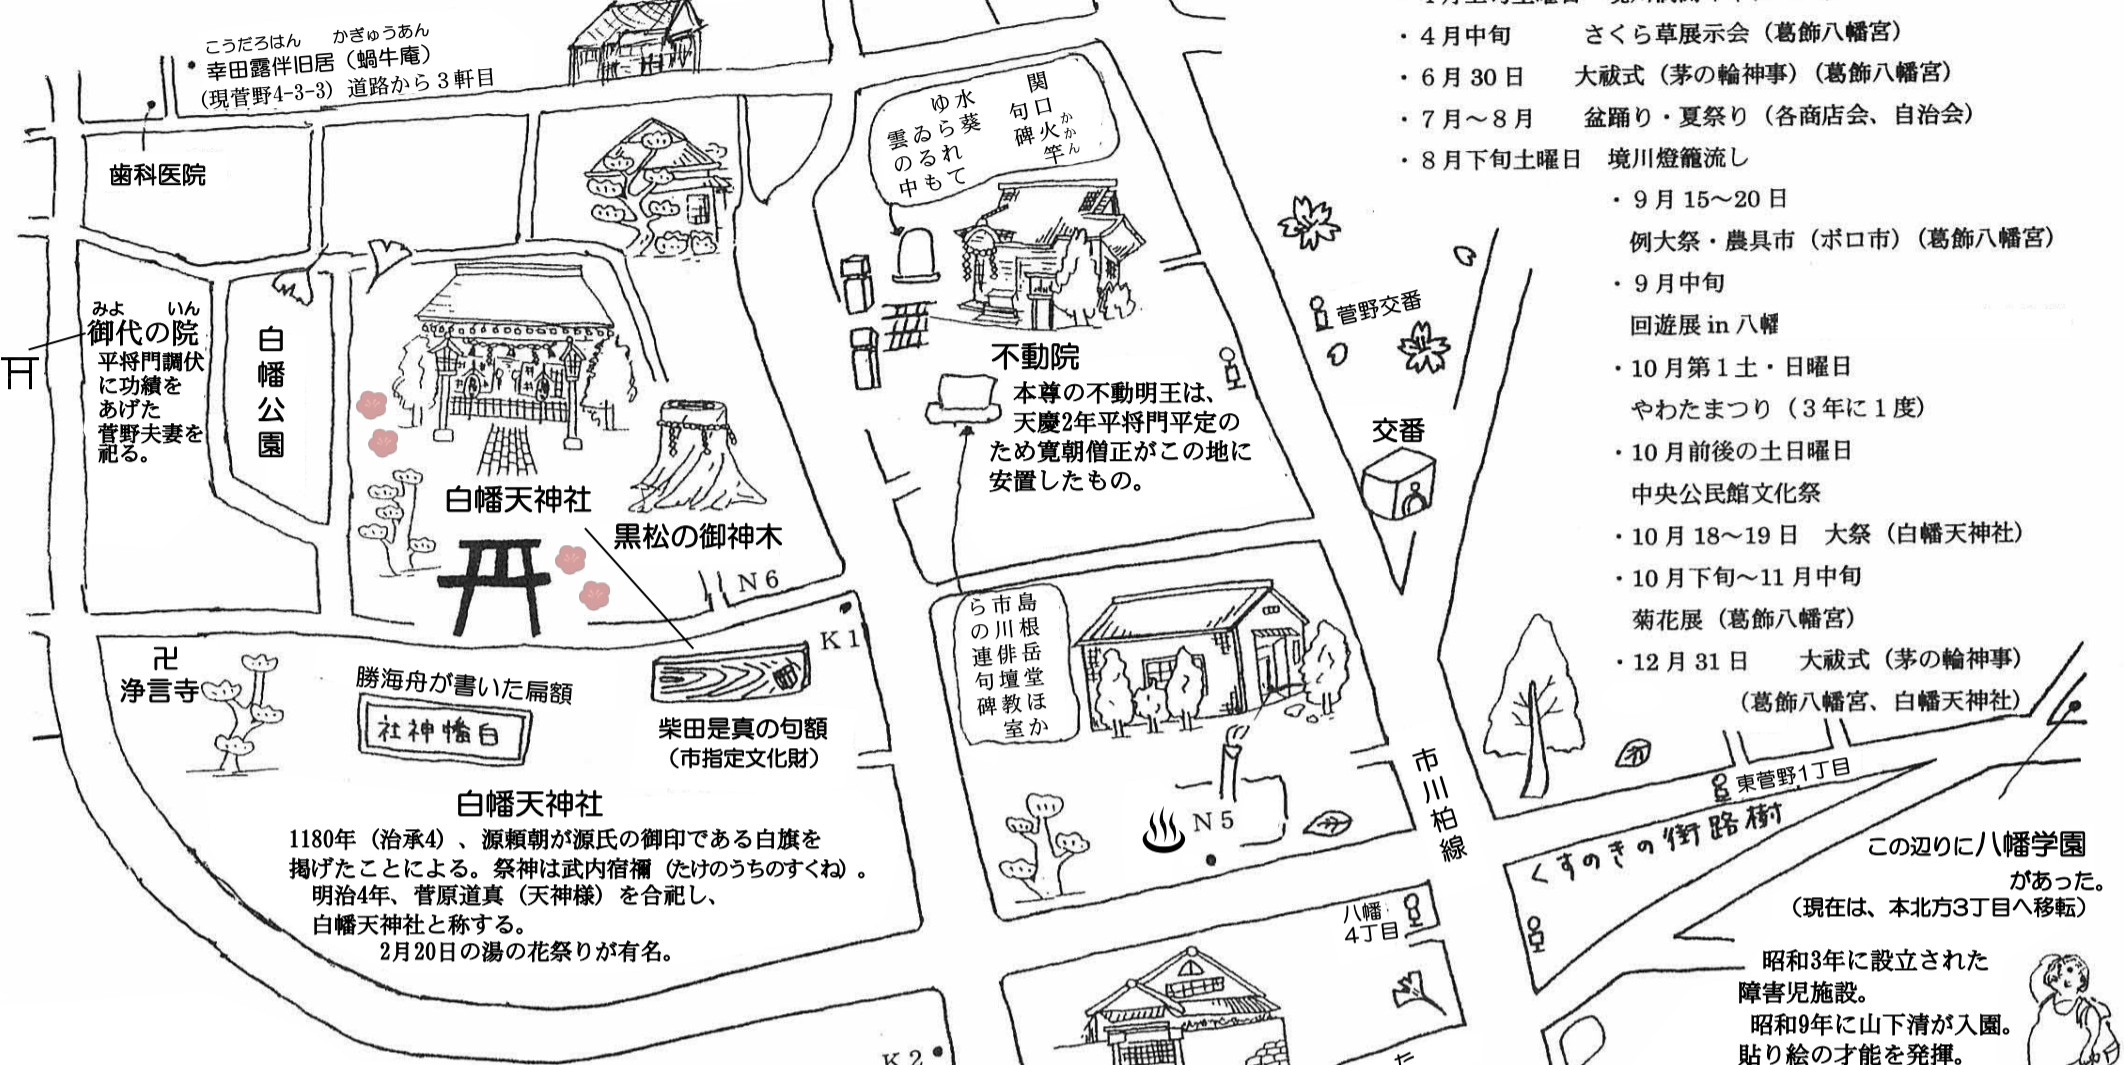 こうだろはん　かぎゅうあん
・幸田露伴旧居（蝸牛庵）
（現菅野4-3-3）道路から３軒目
歯科医院
みよ　いん
御代の院
平将門調伏
に功績を
あげた
菅野夫妻を
祀る。
白幡公園
白幡天神社
黒松の御神木
N 6
K 1
関口火竿
かかん
句碑
水葵
ゆられて
ゐるも
雲の中
不動院
本尊の不動明王は、
天慶2年平将門平定の
ため寛朝僧正がこの地に
安置したもの。
菅野交番
交番
卍
浄言寺
勝海舟が書いた扁額
社神幡白
柴田是真の句額
（市指定文化財）
白幡天神社
1180年（治承4）、源頼朝が源氏の御印である白旗を
掲げたことによる。祭神は武内宿禰（たけのうちのすくね）。
明治4年、菅原道真（天神様）を合祀し、
白幡天神社と称する。
2月20日の湯の花祭りが有名。
島根岳堂ほか
市川俳壇教室
らの連句碑
N 5
市川柏線
八幡
4丁目
K 2
東菅野1丁目
くすのきの街路樹
この辺りに八幡学園
があった。
（現在は、本北方3丁目へ移転）
昭和3年に設立された
障害児施設。
昭和9年に山下清が入園。
貼り絵の才能を発揮。
・４月中旬　さくら草展示会（葛飾八幡宮）
・６月 30 日　大祓式（茅の輪神事）（葛飾八幡宮）
・７月〜８月　盆踊り・夏祭り（各商店会、自治会）
・８月下旬土曜日　境川燈籠流し
・９月 15〜20 日
例大祭・農具市（ボロ市）（葛飾八幡宮）
・９月中旬
回遊展 in 八幡
・10 月第１土・日曜日
やわたまつり（３年に１度）
・10 月前後の土日曜日
中央公民館文化祭
・10 月 18〜19 日　大祭（白幡天神社）
・10 月下旬〜11 月中旬
菊花展（葛飾八幡宮）
・12 月 31 日　大祓式（茅の輪神事）
（葛飾八幡宮、白幡天神社）